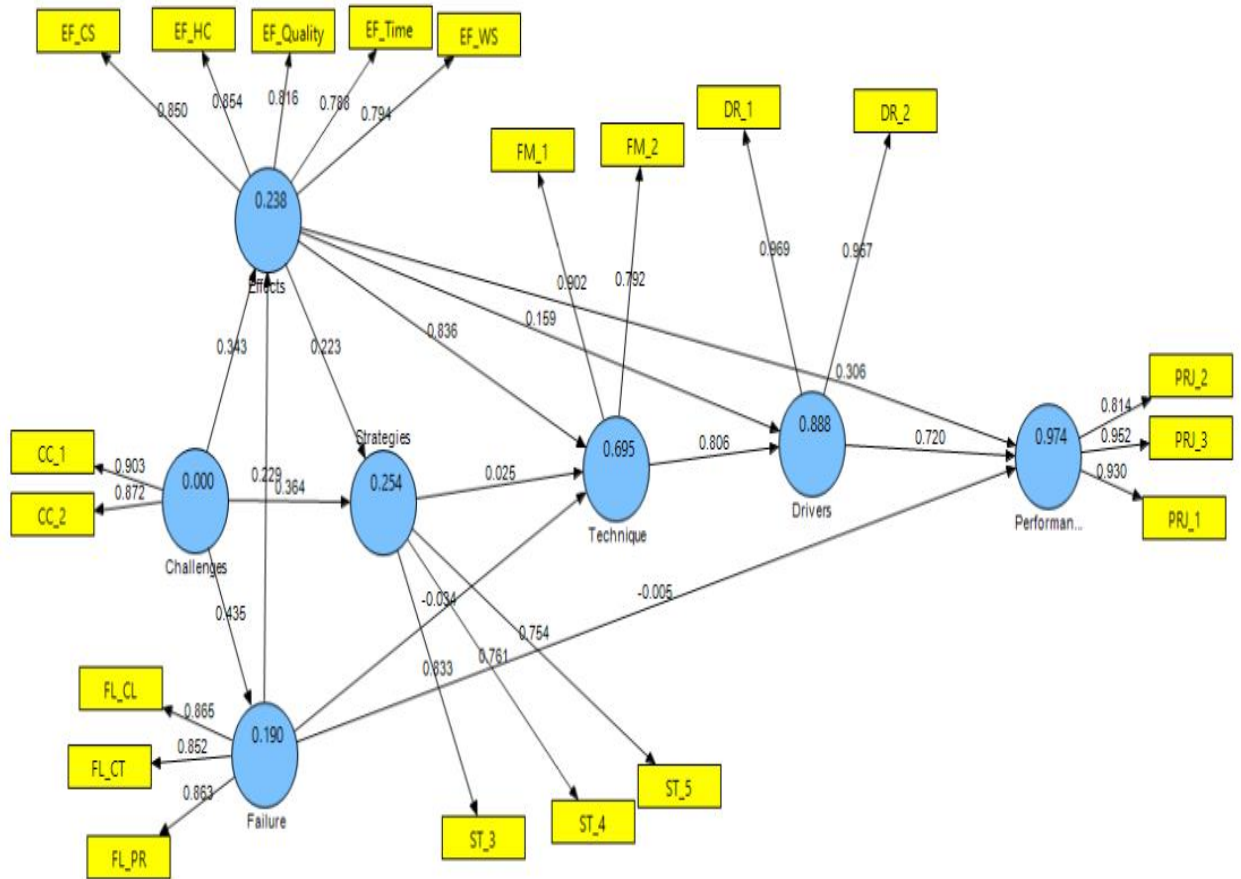 EF_CS
EF_HC
EF_Quality
EF_Time
EF_WS
0.850
0.854
0.816
0.788
0.794
DR_1
DR_2
FM_1
FM_2
0.238
Effects
0.969
0.967
0.902
0.792
0.159
0.836
0.343
0.223
0.306
PRJ_2
0.814
PRJ_3
0.952
0.930
PRJ_1
0.888
Drivers
0.720
0.974
Performan...
Strategies
0.695
Technique
0.806
CC_1
0.903
CC_2
0.872
0.000
Challenges
0.229
0.364
0.254
0.025
0.435
-0.034
-0.005
0.754
0.761
0.833
FL_CL
0.865
FL_CT
0.852
FL_PR
0.863
0.190
Failure
ST_3
ST_4
ST_5